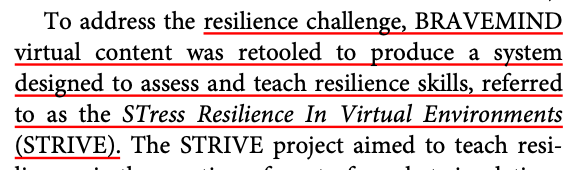 To address the resilience challenge, BRAVEMIND
virtual content was retooled to produce a system
designed to assess and teach resilience skills, referred
to as the STress Resilience In Virtual Environments
(STRIVE). The STRIVE project aimed to teach resi-